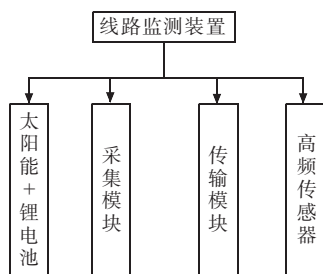 线路监测装置
太阳能+锂电池
采集模块
传输模块
高频传感器